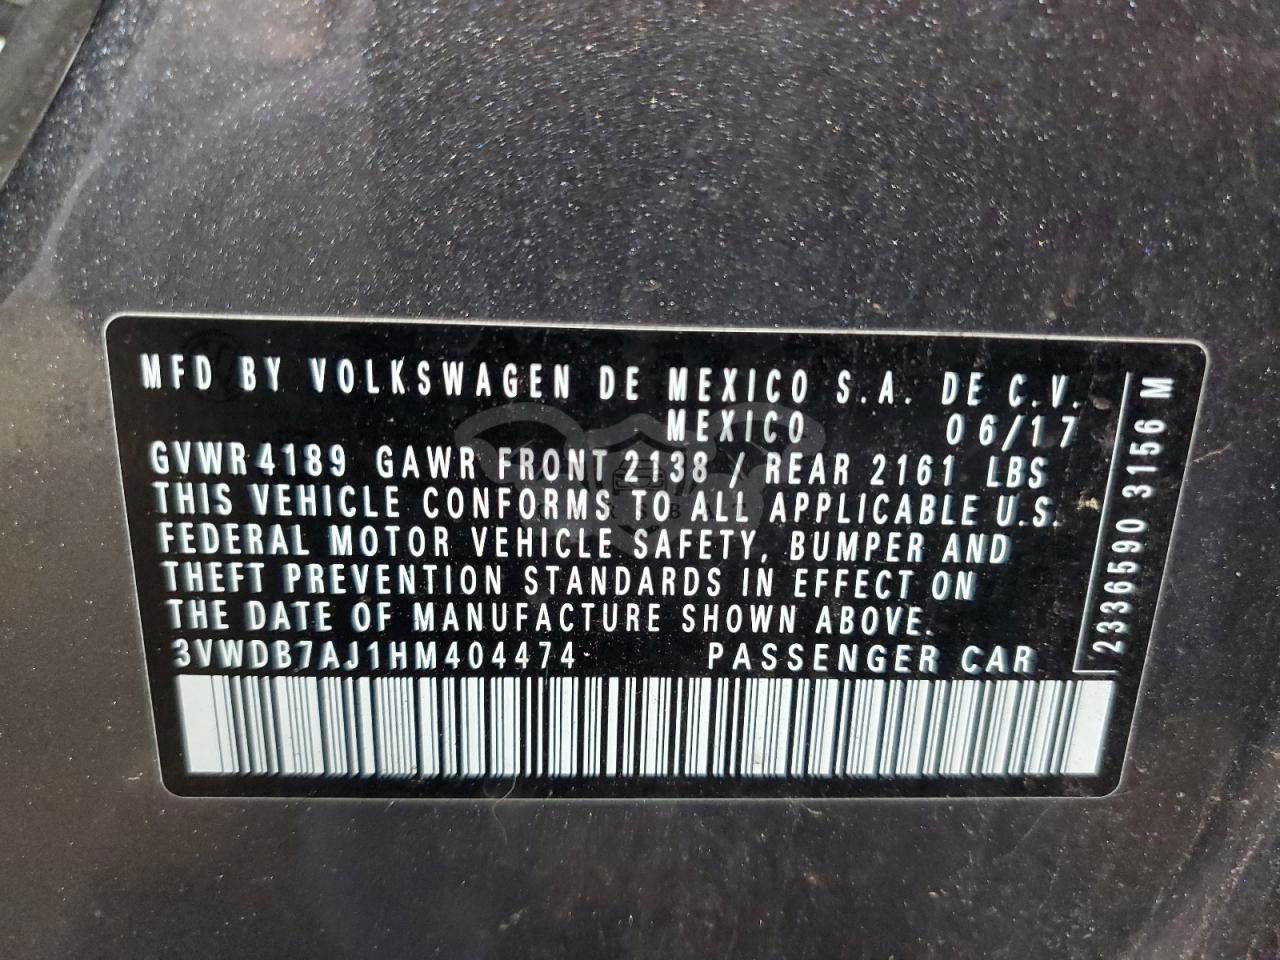 MFD BY VOLKSWAGEN DE MEXICO S.A. DE C.V.
MEXICO 06/17
GVWR 4189 GAWR FRONT 2138 / REAR 2161 LBS
THIS VEHICLE CONFORMS TO ALL APPLICABLE U.S.
FEDERAL MOTOR VEHICLE SAFETY, BUMPER AND
THEFT PREVENTION STANDARDS IN EFFECT ON
THE DATE OF MANUFACTURE SHOWN ABOVE.
3VWDB7AJ1HM404474 PASSENGER CAR
2336590 3156 M